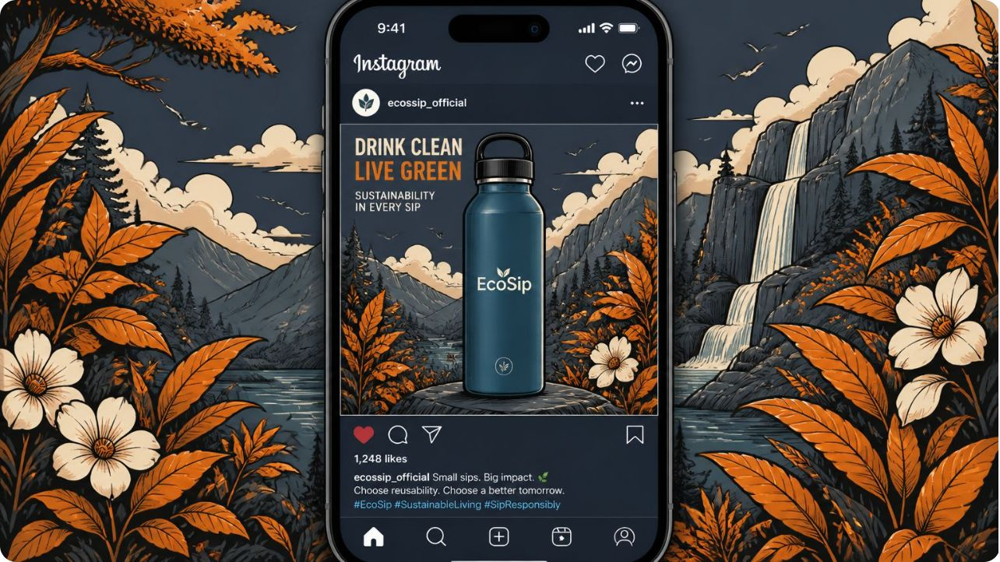 9:41
Instagram
ecossip_official
DRINK CLEAN
LIVE GREEN
SUSTAINABILITY
IN EVERY SIP
EcoSip
1,248 likes
ecossip_official Small sips. Big impact. 🌿
Choose reusability. Choose a better tomorrow.
#EcoSip #SustainableLiving #SipResponsibly